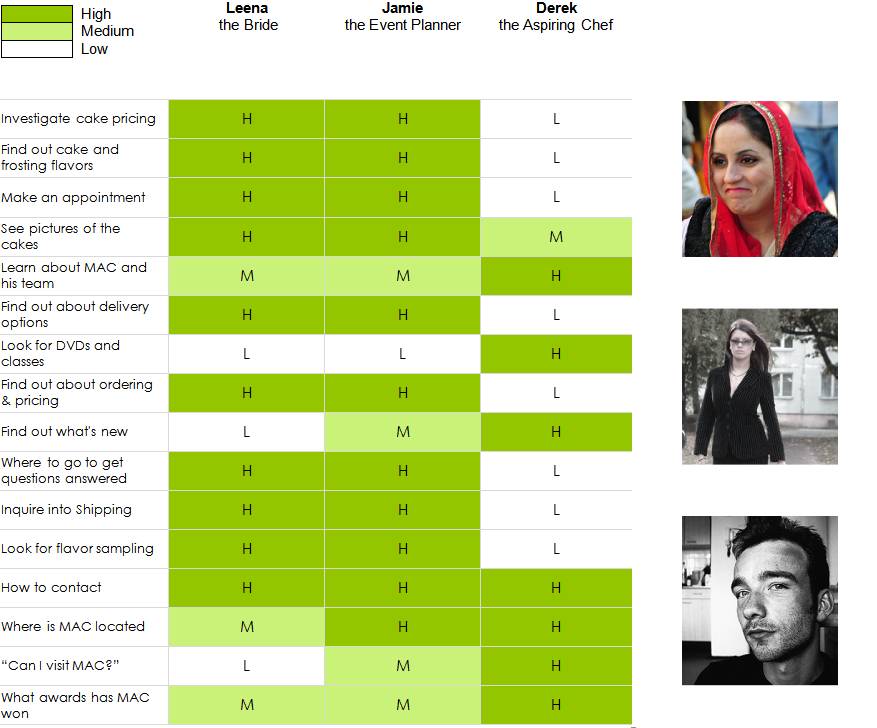 High
Medium
Low
Leena
the Bride
Jamie
the Event Planner
Derek
the Aspiring Chef
Investigate cake pricing H H L
Find out cake and
frosting flavors H H L
Make an appointment H H L
See pictures of the
cakes H H M
Learn about MAC and
his team M M H
Find out about delivery
options H H L
Look for DVDs and
classes L L H
Find out about ordering
& pricing H H L
Find out what's new L M H
Where to go to get
questions answered H H L
Inquire into Shipping H H L
Look for flavor sampling H H L
How to contact H H H
Where is MAC located M H H
“Can I visit MAC?” L M H
What awards has MAC
won M M H